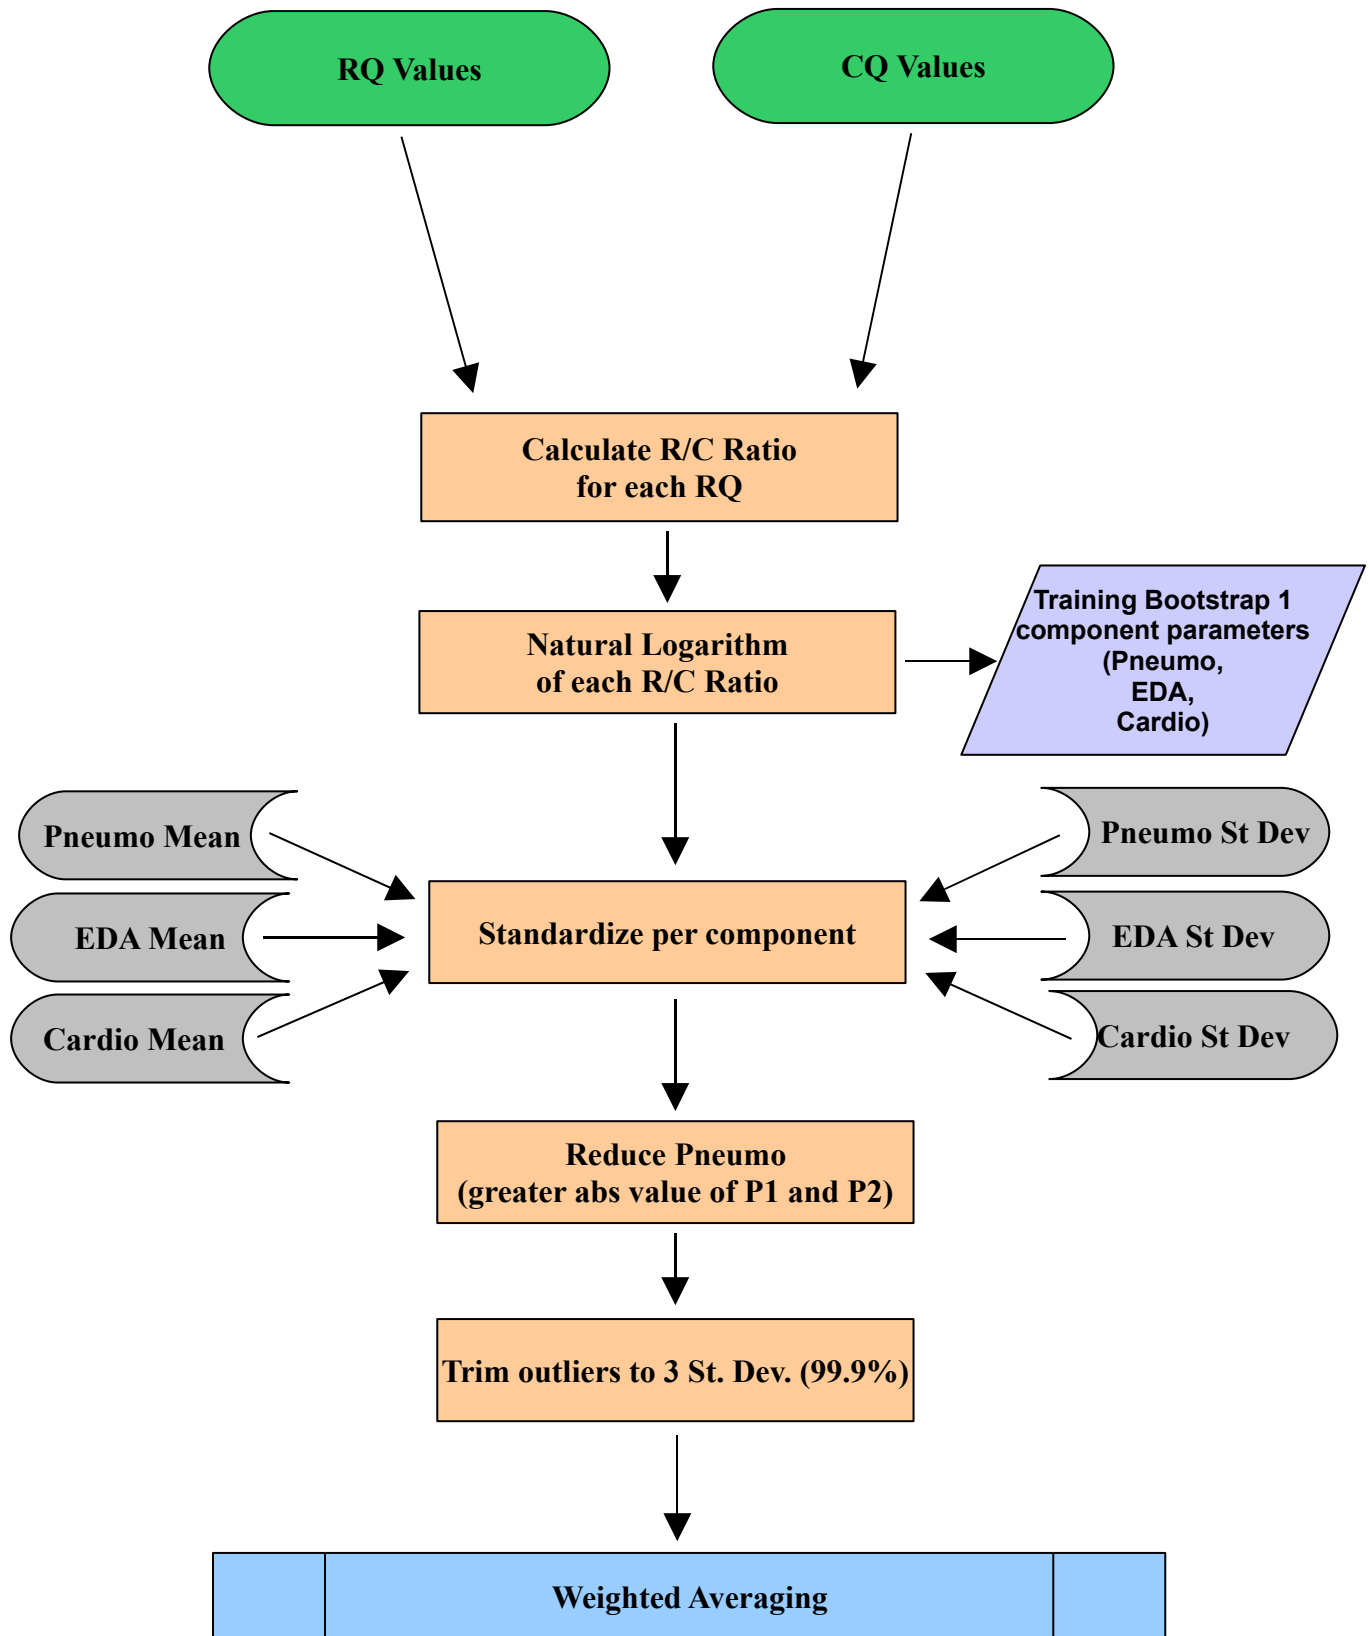 RQ Values
CQ Values
Calculate R/C Ratio
for each RQ
Natural Logarithm
of each R/C Ratio
Training Bootstrap 1
component parameters
(Pneumo,
EDA,
Cardio)
Pneumo Mean
EDA Mean
Cardio Mean
Standardize per component
Pneumo St Dev
EDA St Dev
Cardio St Dev
Reduce Pneumo
(greater abs value of P1 and P2)
Trim outliers to 3 St. Dev. (99.9%)
Weighted Averaging